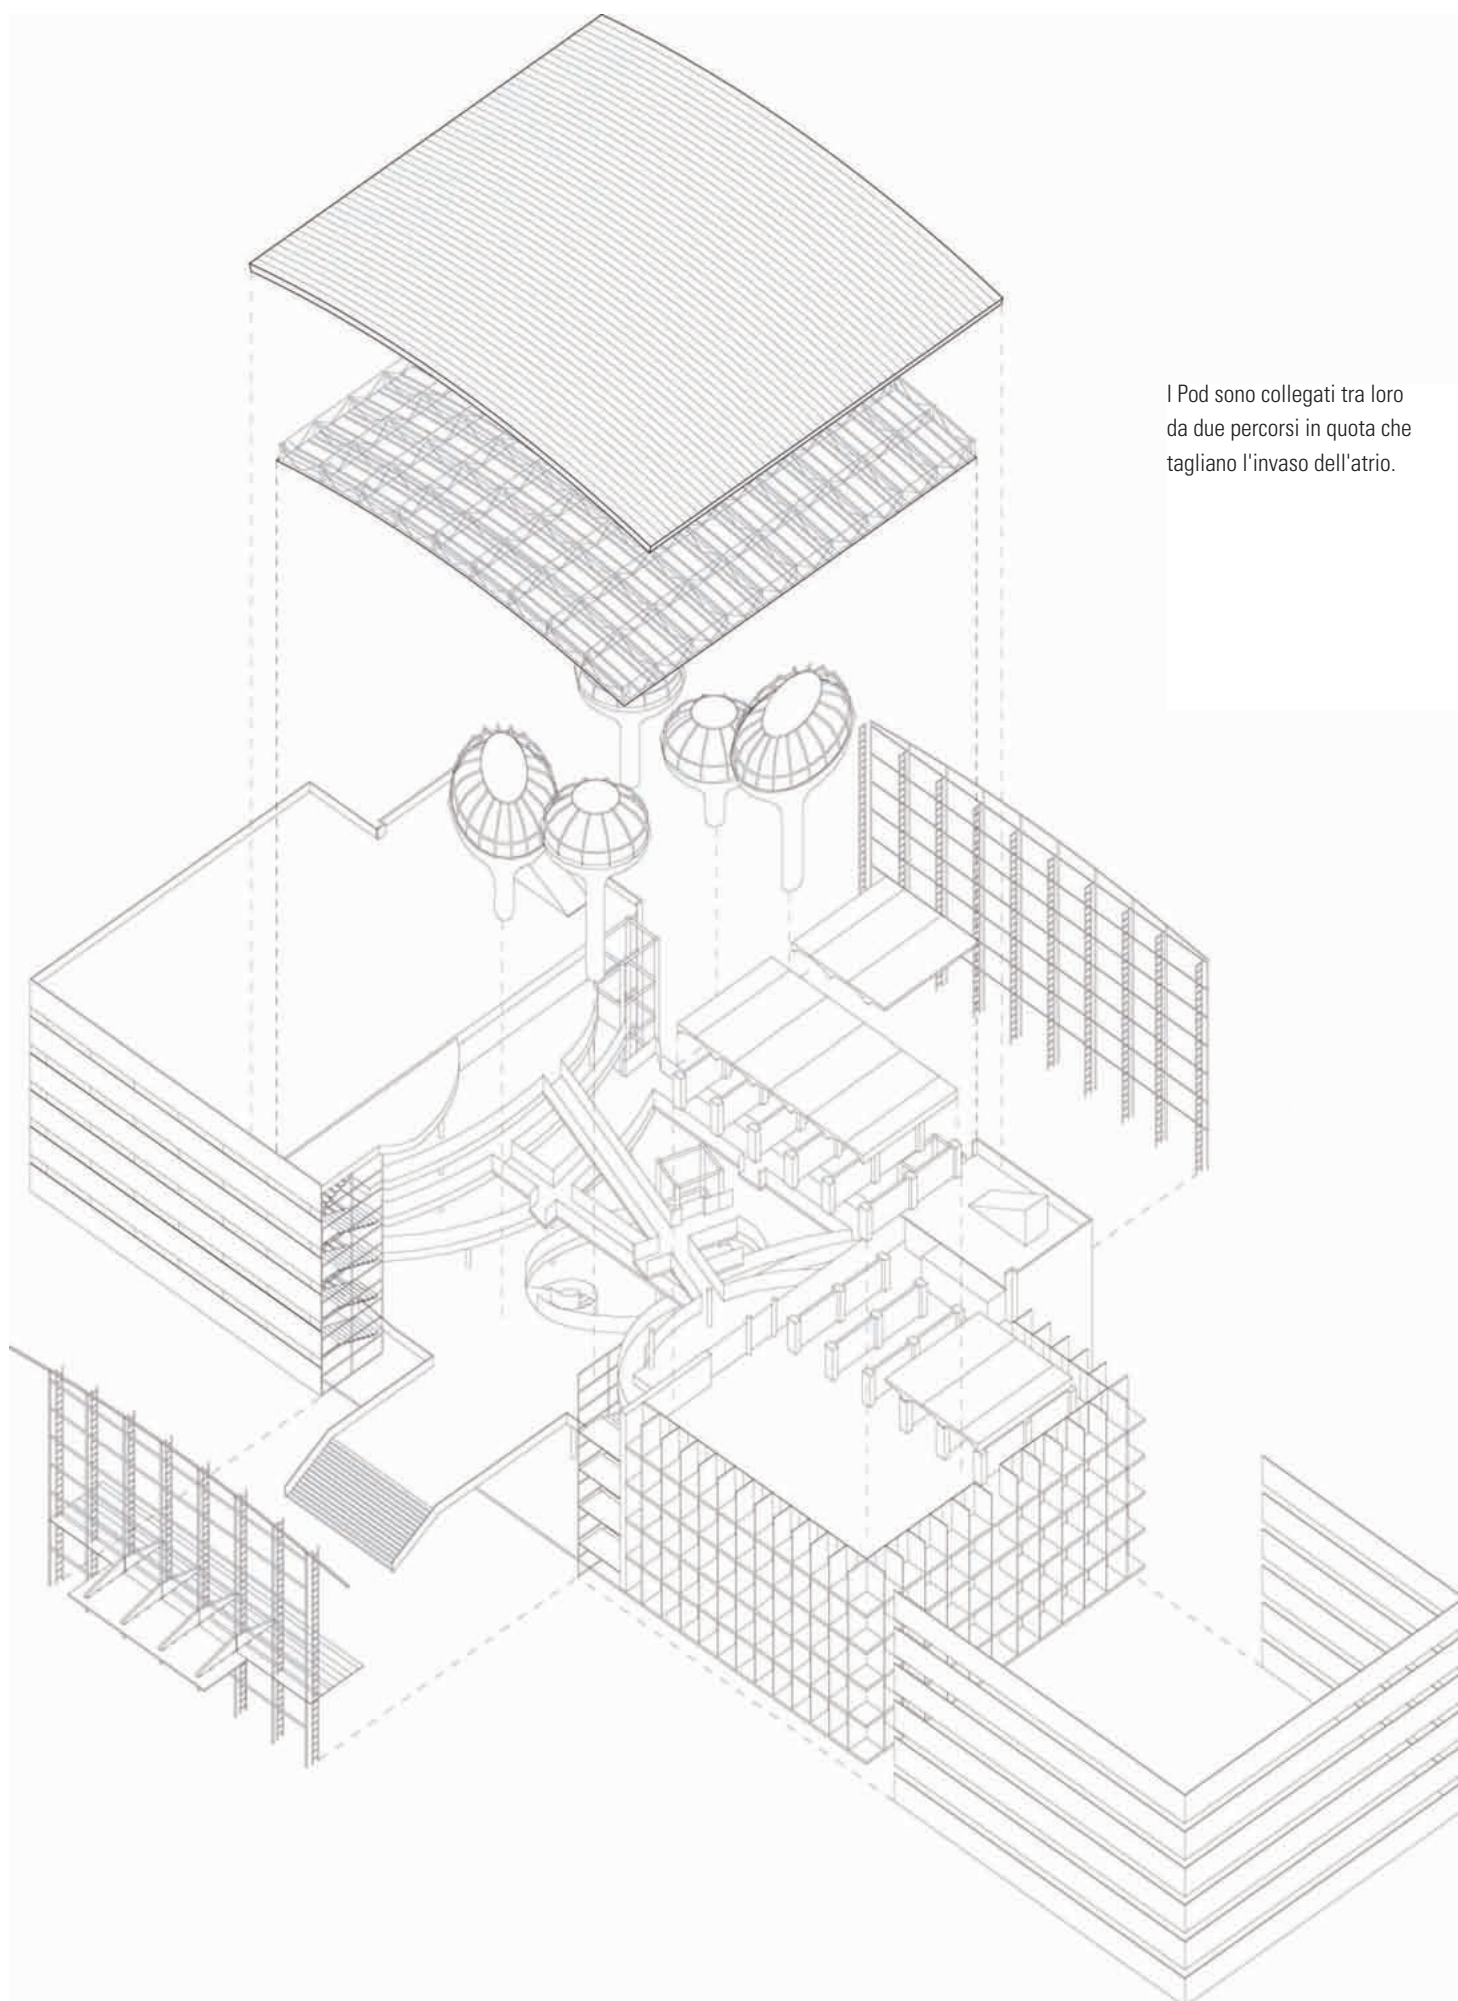 I Pod sono collegati tra loro
da due percorsi in quota che
tagliano l'invaso dell'atrio.